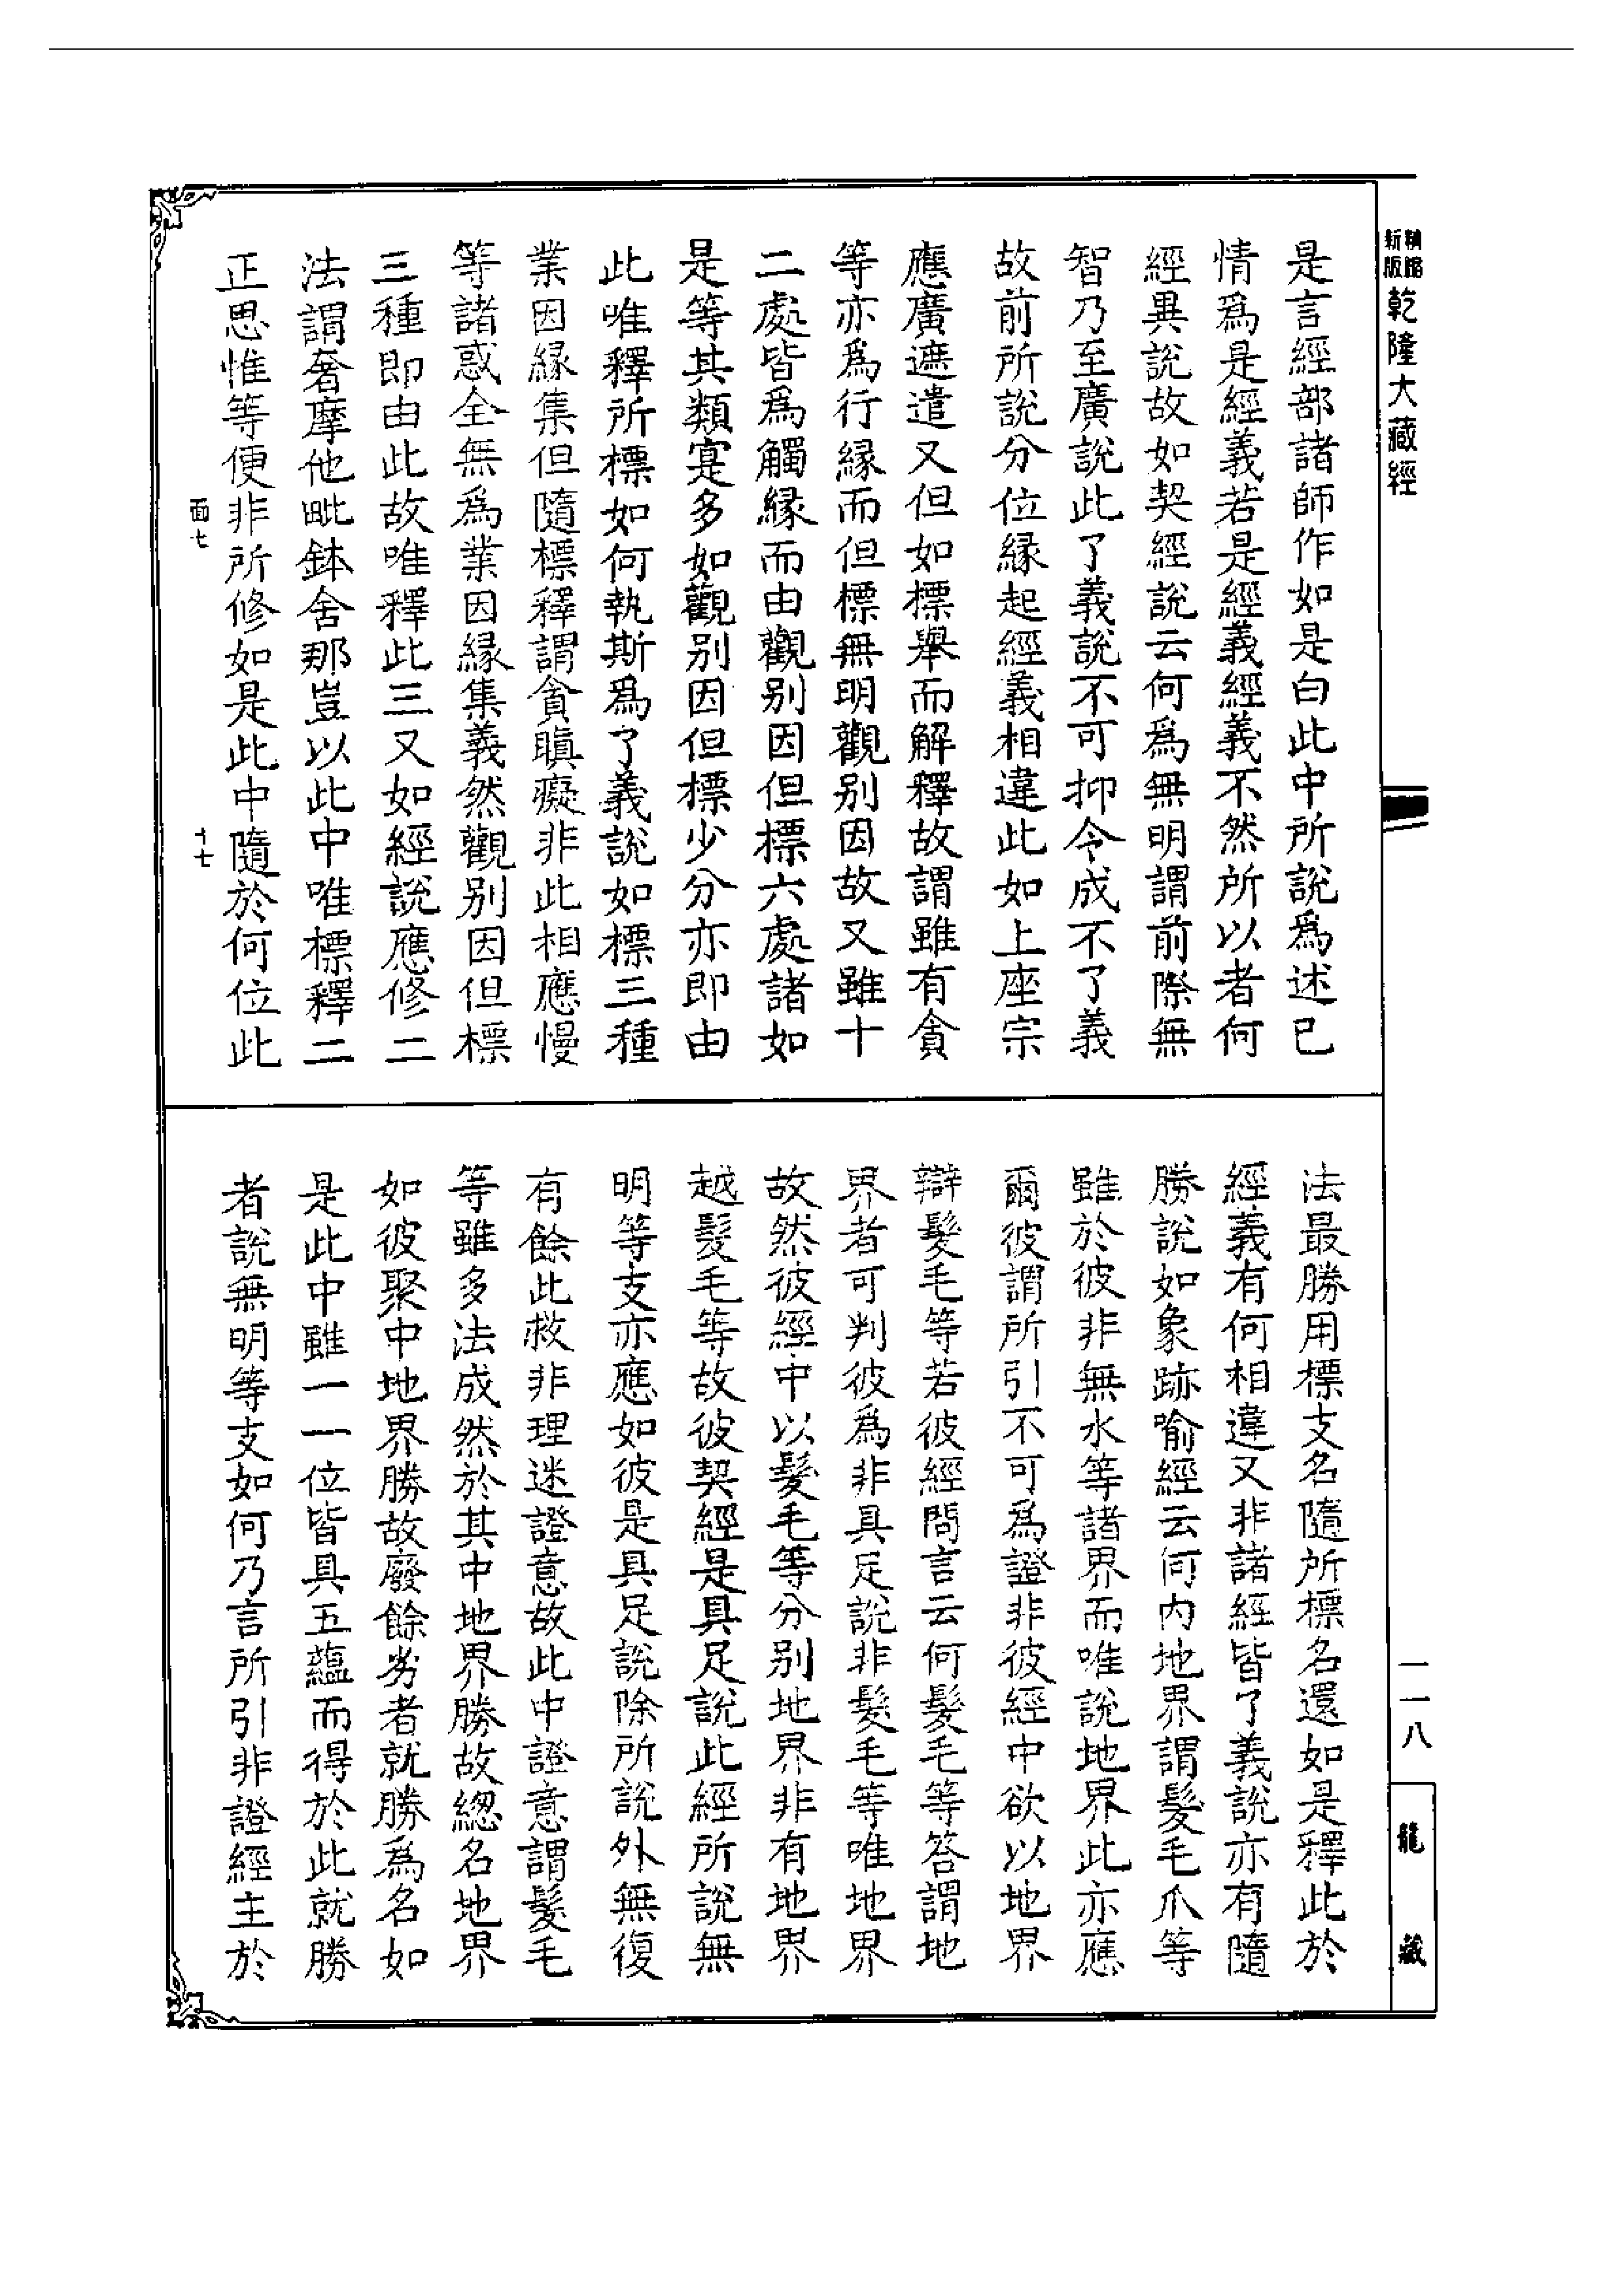 精縮
新版
乾隆大藏經
是言經部諸師作如是白此中所說爲述已
情爲是經義若是經義經義不然所以者何
經異說故如契經說云何爲無明謂前際無
智乃至廣說此了義說不可抑令成不了義
故前所說分位緣起經義相違此如上座宗
應廣遮遣又但如標舉而解釋故謂雖有貪
等亦爲行緣而但標無明觀别因故又雖十
二處皆爲觸緣而由觀别因但標六處諸如
是等其類寔多如觀别因但標少分亦即由
此唯釋所標如何執斯爲了義說如標三種
業因緣集但隨標釋謂貪瞋癡非此相應慢
等諸惑全無爲業因緣集義然觀别因但標
三種即由此故唯釋此三又如經說應修二
法謂奢摩他毗鉢舍那豈以此中唯標釋二
正思惟等便非所修如是此中隨於何位此
面七
十七
法最勝用標支名隨所標名還如是釋此於
經義有何相違又非諸經皆了義說亦有隨
勝說如象跡喻經云何内地界謂髮毛爪等
雖於彼非無水等諸界而唯說地界此亦應
爾彼謂所引不可爲證非彼經中欲以地界
辯髮毛等若彼經問言云何髮毛等答謂地
界者可判彼爲非具足說非髮毛等唯地界
故然彼經中以髮毛等分别地界非有地界
越髮毛等故彼契經是具足說此經所說無
明等支亦應如彼是具足說除所說外無復
有餘此救非理迷證意故此中證意謂髮毛
等雖多法成然於其中地界勝故緫名地界
如彼聚中地界勝故廢餘劣者就勝爲名如
是此中雖一一位皆具五蘊而得於此就勝
者說無明等支如何乃言所引非證經主於
一一八
龍藏